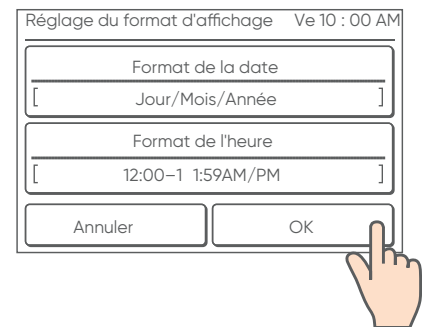 Réglage du format d'affichage Ve 10 : 00 AM
Format de la date
[ Jour/Mois/Année ]
Format de l'heure
[ 12:00–1 1:59AM/PM ]
Annuler OK